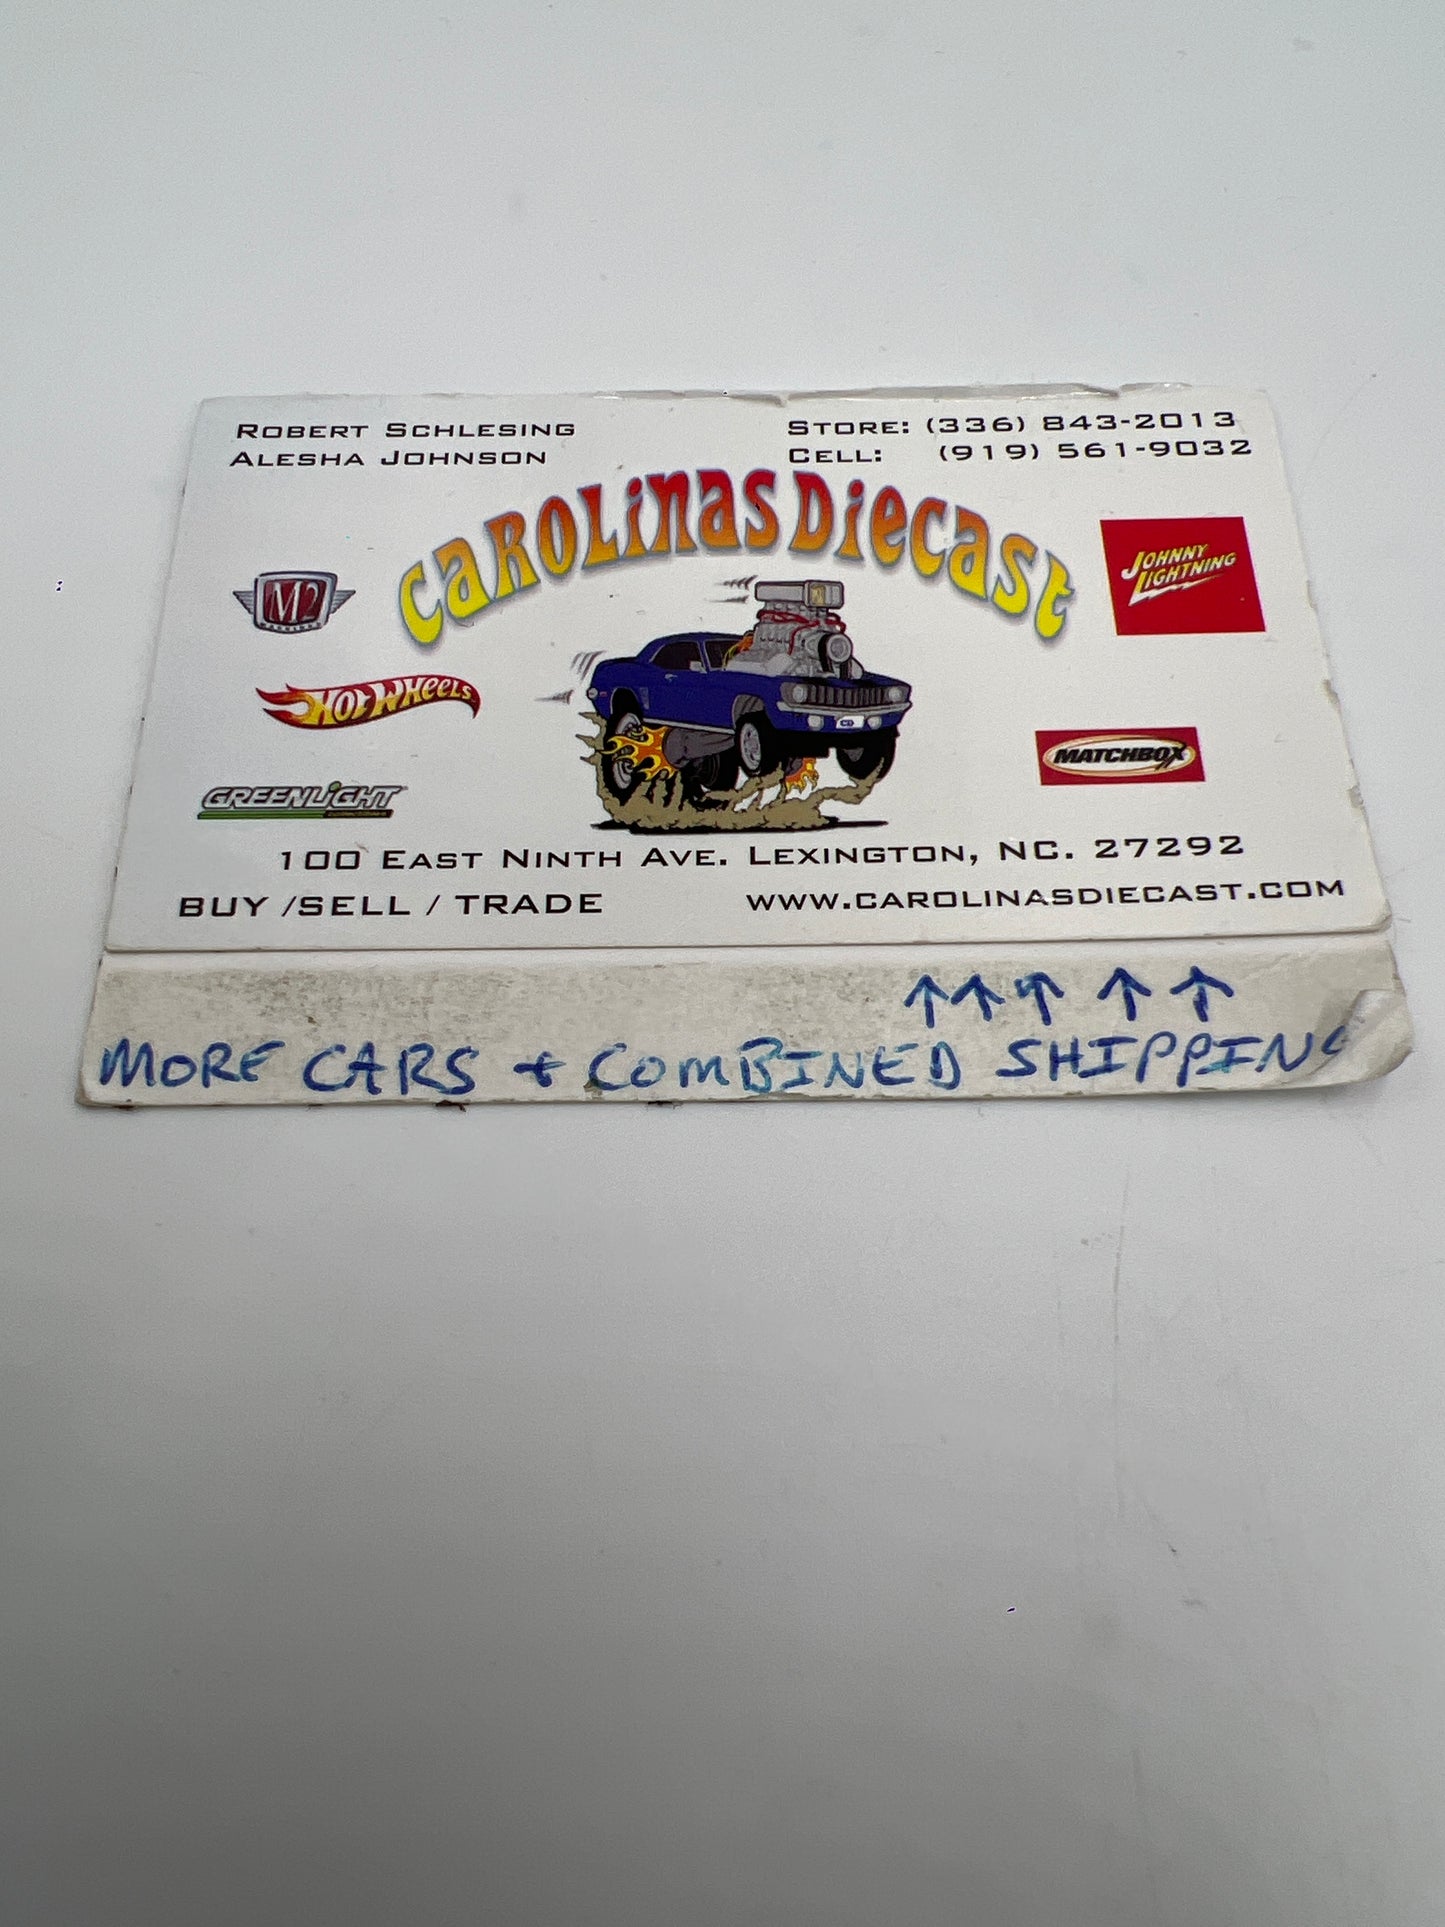 ROBERT SCHLESING
ALESHA JOHNSON
STORE: (336) 843-2013
CELL: (919) 561-9032
CAROLINAS DIECAST
M2
JOHNNY LIGHTNING
HOT WHEELS
MATCHBOX
GREENLIGHT
100 EAST NINTH AVE. LEXINGTON, NC. 27292
BUY /SELL / TRADE
WWW.CAROLINASDIECAST.COM
MORE CARS + COMBINED SHIPPING